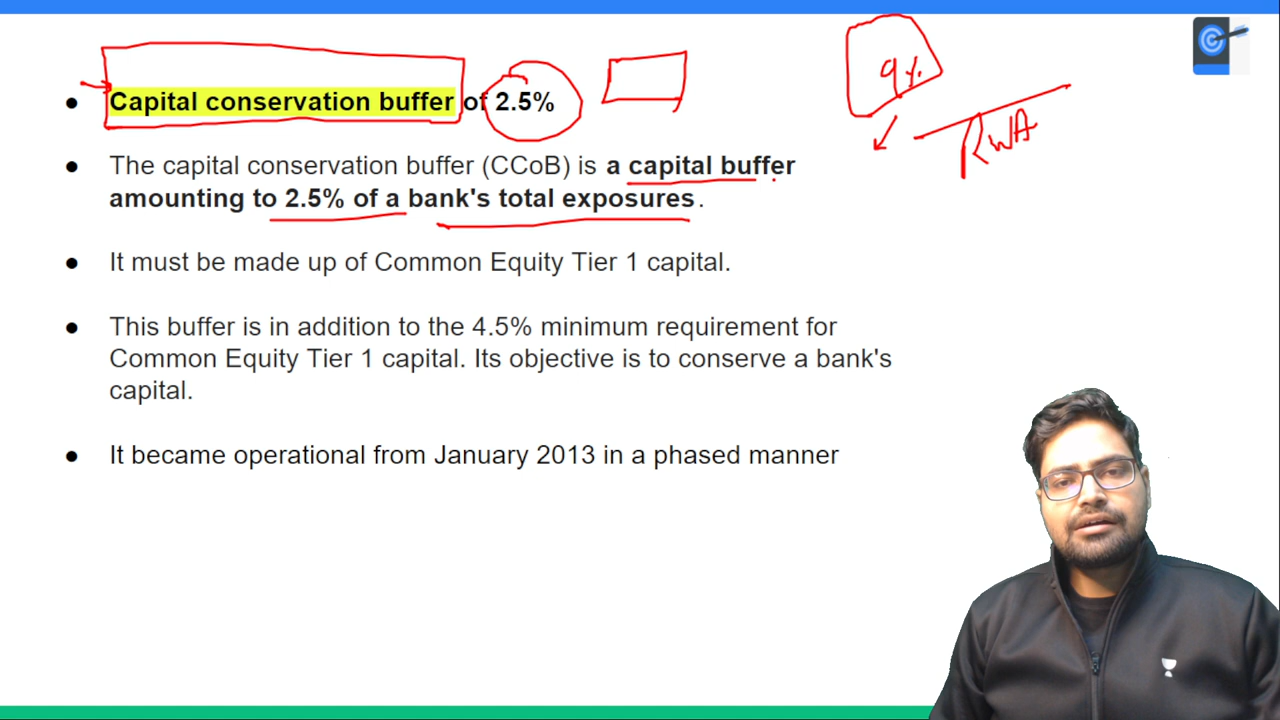 Capital conservation buffer of 2.5%
9%
RWA
The capital conservation buffer (CCoB) is a capital buffer
amounting to 2.5% of a bank's total exposures.
It must be made up of Common Equity Tier 1 capital.
This buffer is in addition to the 4.5% minimum requirement for
Common Equity Tier 1 capital. Its objective is to conserve a bank's
capital.
It became operational from January 2013 in a phased manner